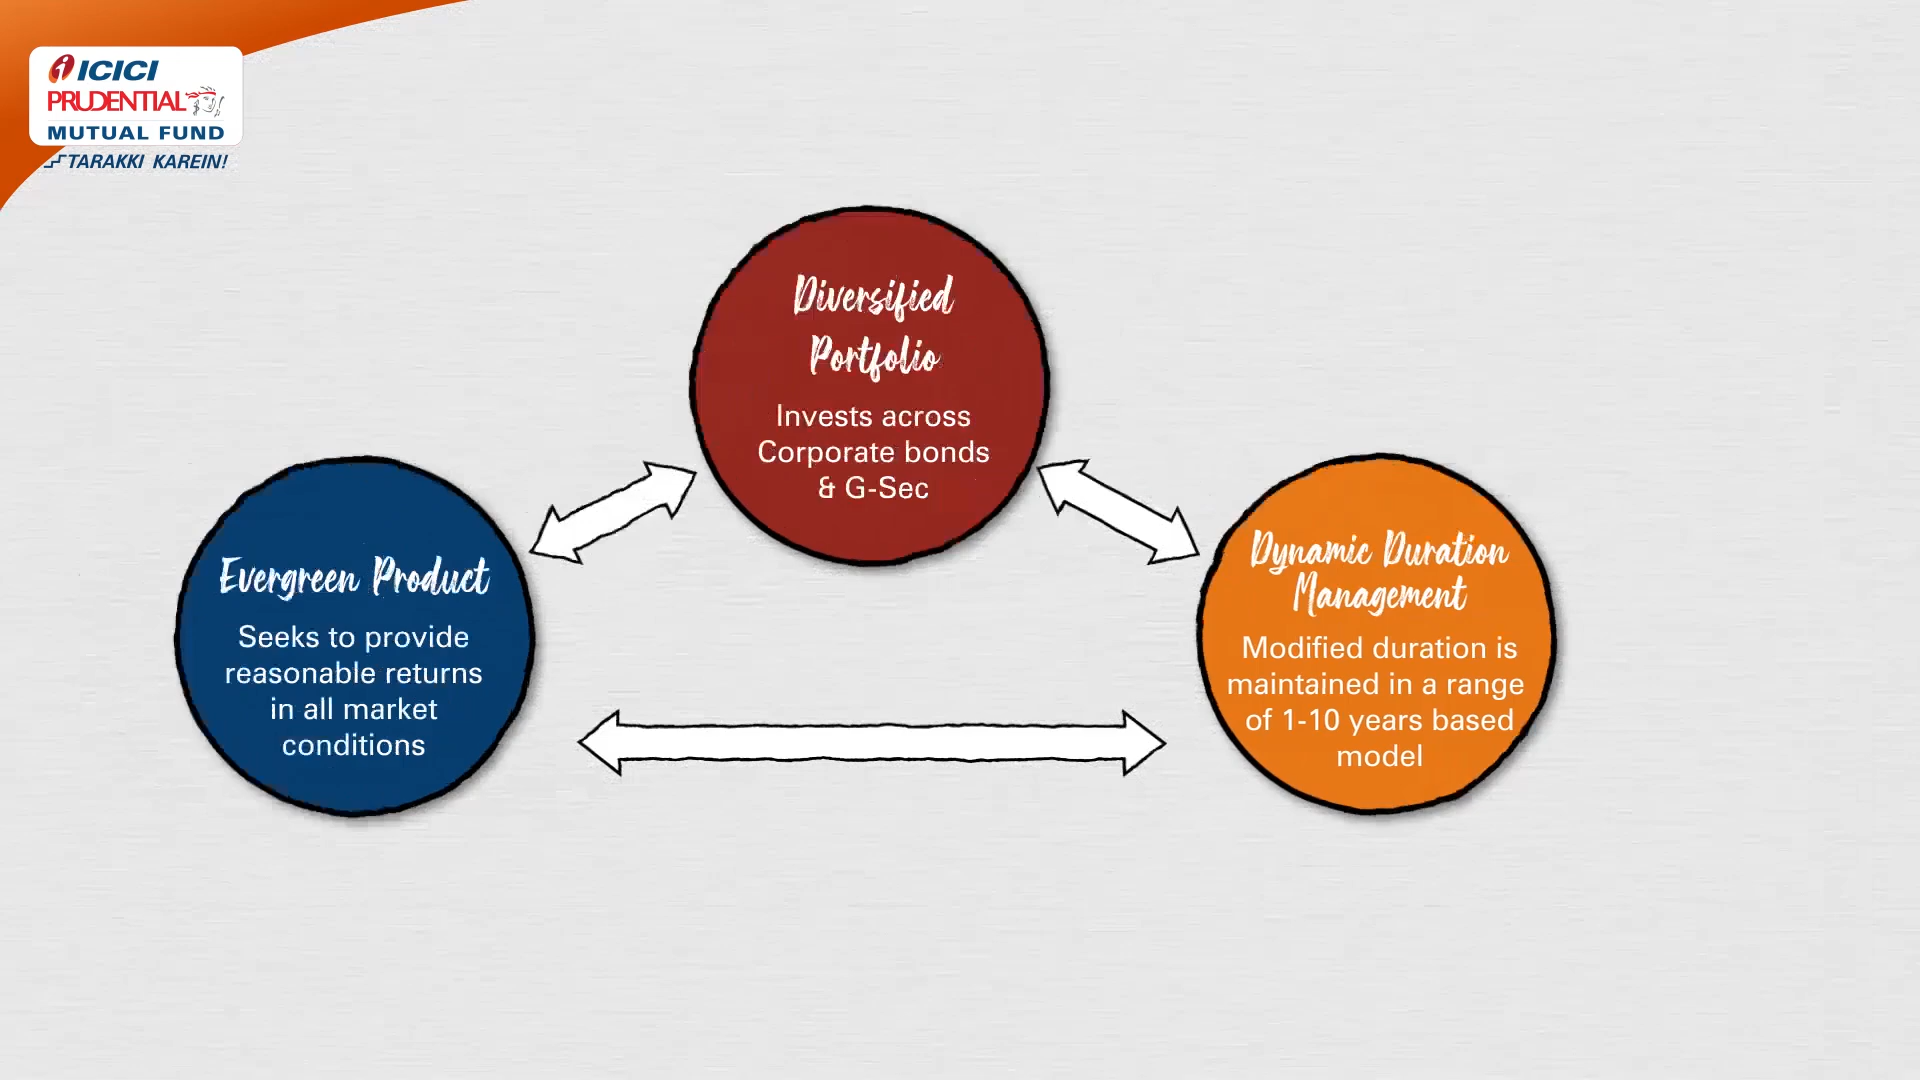 ICICI
PRUDENTIAL
MUTUAL FUND
TARAKKI KAREIN!
Diversified
Portfolio
Invests across
Corporate bonds
& G-Sec
Evergreen Product
Seeks to provide
reasonable returns
in all market
conditions
Dynamic Duration
Management
Modified duration is
maintained in a range
of 1-10 years based
model